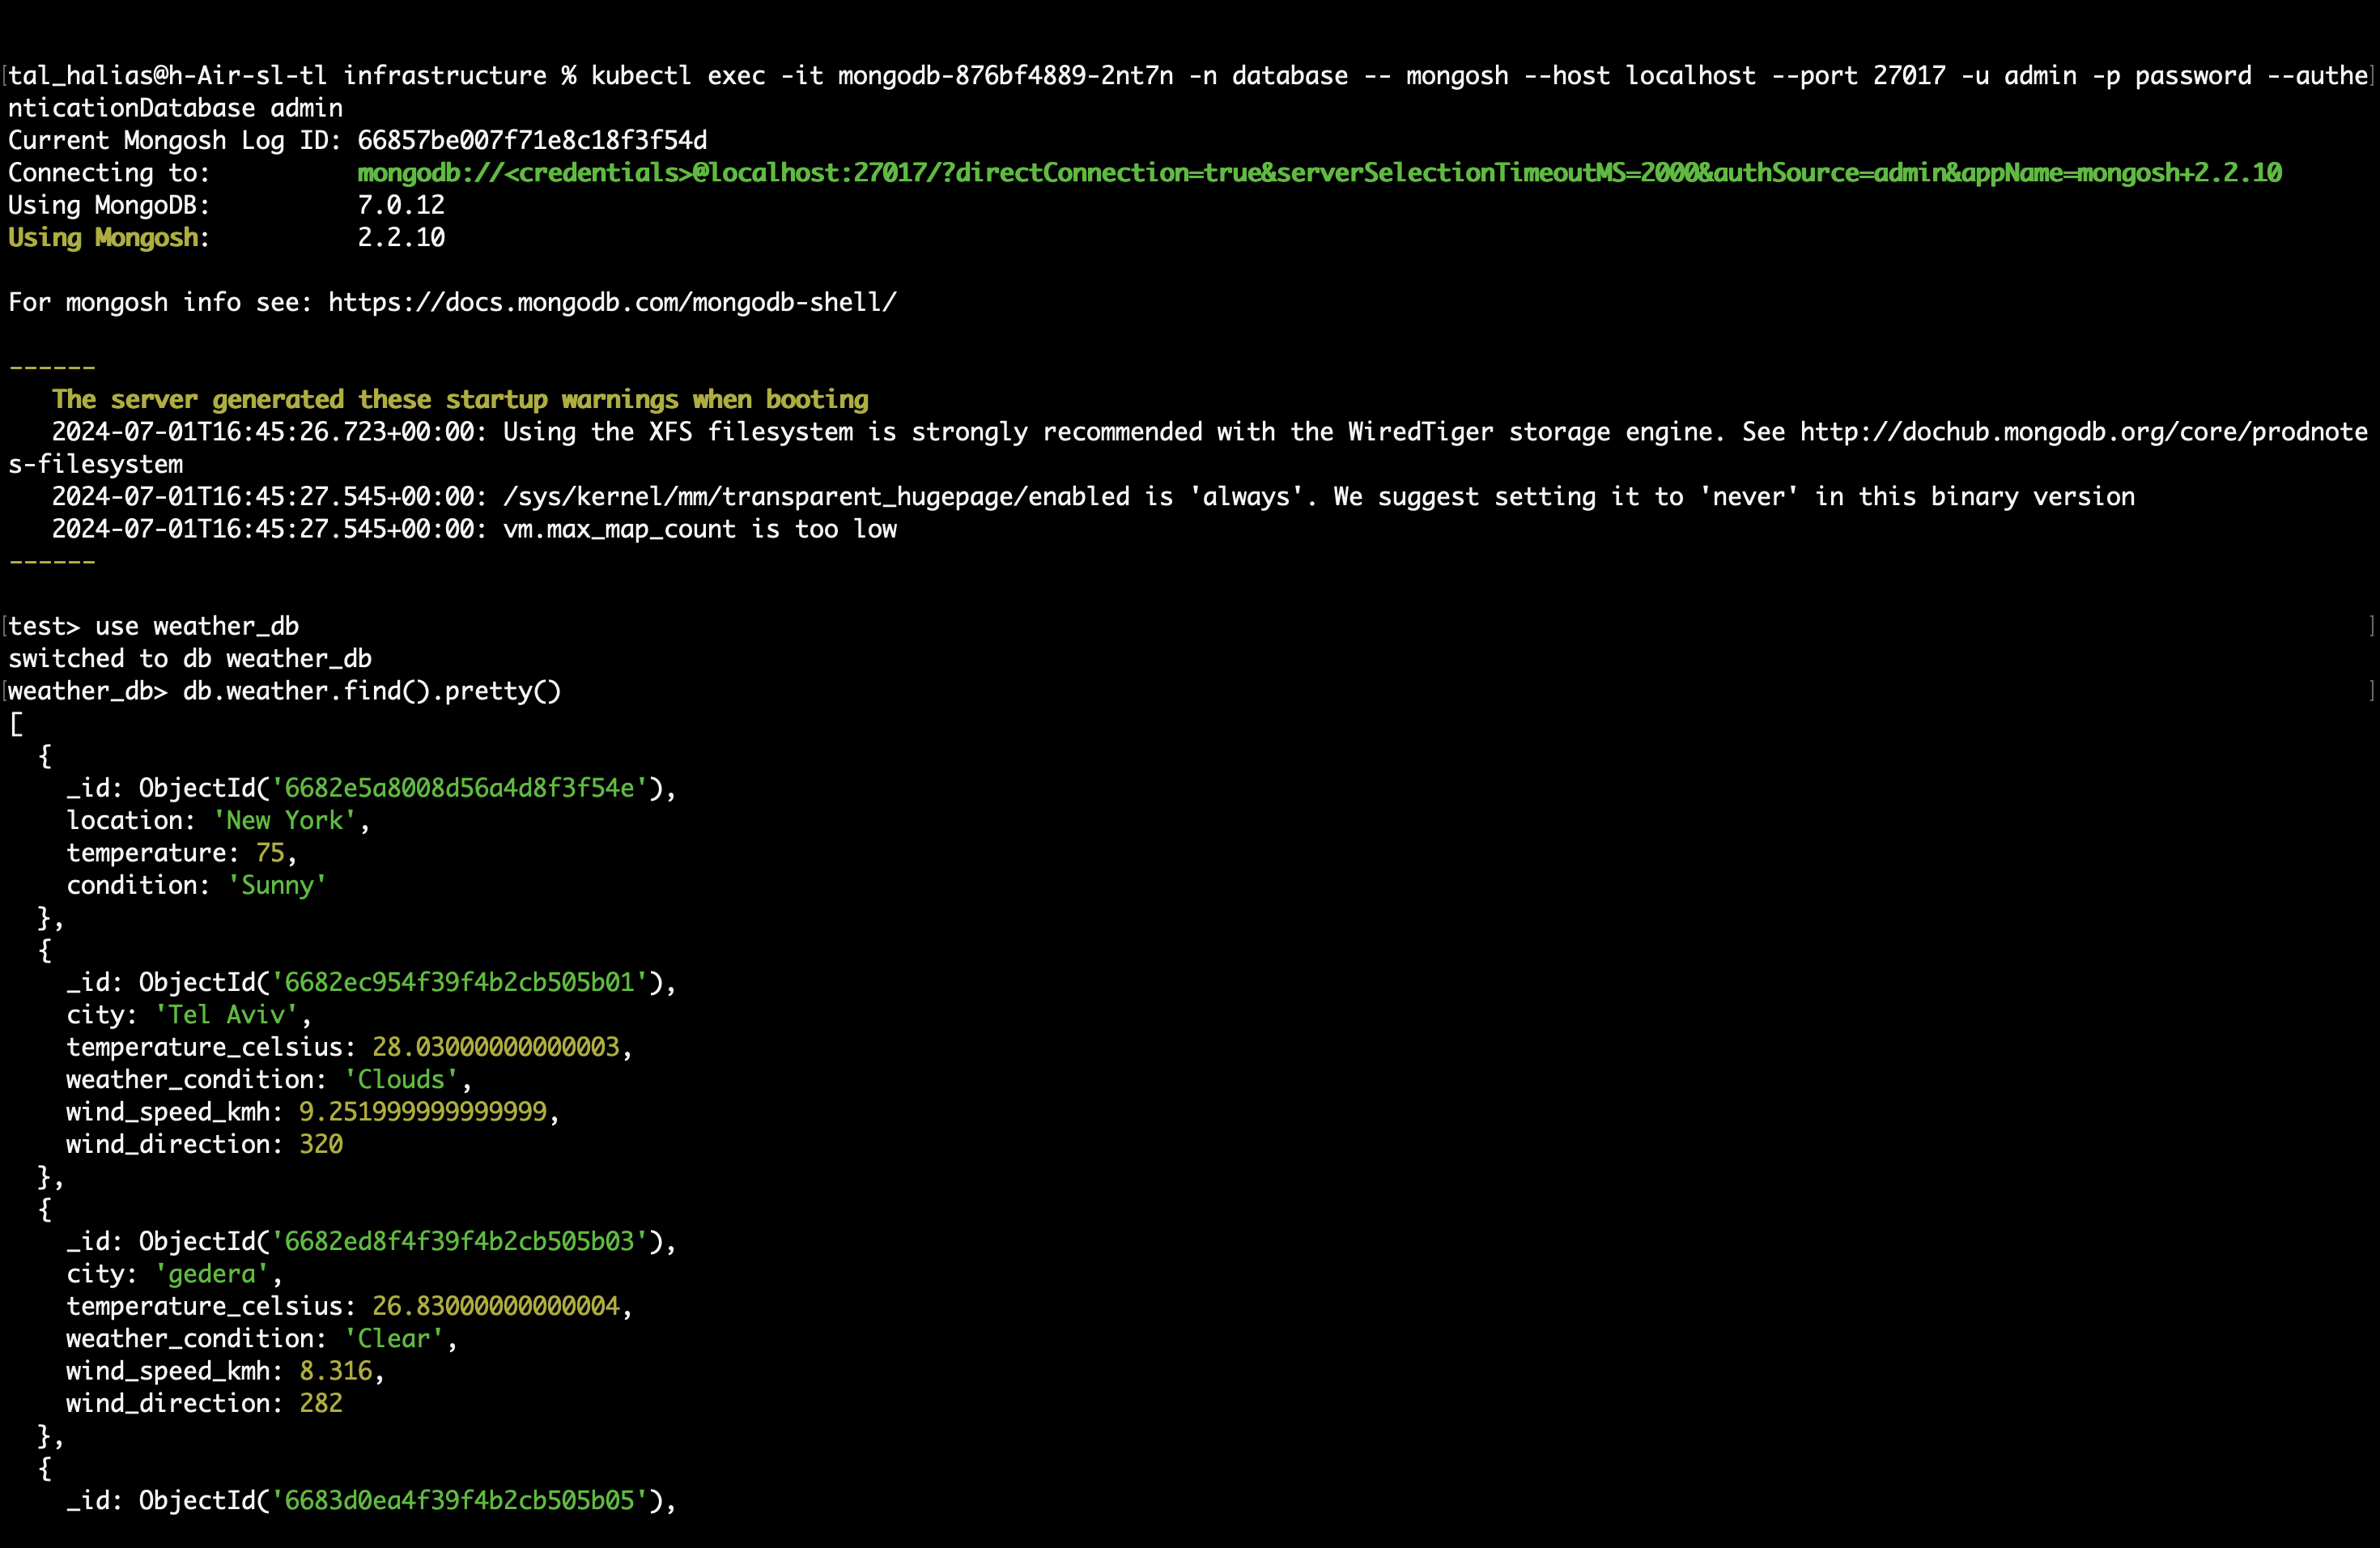 tal_halias@h-Air-sl-tl infrastructure % kubectl exec -it mongodb-876bf4889-2nt7n -n database -- mongosh --host localhost --port 27017 -u admin -p password --authe
nticationDatabase admin
Current Mongosh Log ID: 66857be007f71e8c18f3f54d
Connecting to: mongodb://<credentials>@localhost:27017/?directConnection=true&serverSelectionTimeoutMS=2000&authSource=admin&appName=mongosh+2.2.10
Using MongoDB: 7.0.12
Using Mongosh: 2.2.10
For mongosh info see: https://docs.mongodb.com/mongodb-shell/
------
The server generated these startup warnings when booting
2024-07-01T16:45:26.723+00:00: Using the XFS filesystem is strongly recommended with the WiredTiger storage engine. See http://dochub.mongodb.org/core/prodnote
s-filesystem
2024-07-01T16:45:27.545+00:00: /sys/kernel/mm/transparent_hugepage/enabled is 'always'. We suggest setting it to 'never' in this binary version
2024-07-01T16:45:27.545+00:00: vm.max_map_count is too low
------
test> use weather_db
switched to db weather_db
weather_db> db.weather.find().pretty()
[
{
_id: ObjectId('6682e5a8008d56a4d8f3f54e'),
location: 'New York',
temperature: 75,
condition: 'Sunny'
},
{
_id: ObjectId('6682ec954f39f4b2cb505b01'),
city: 'Tel Aviv',
temperature_celsius: 28.03000000000003,
weather_condition: 'Clouds',
wind_speed_kmh: 9.251999999999999,
wind_direction: 320
},
{
_id: ObjectId('6682ed8f4f39f4b2cb505b03'),
city: 'gedera',
temperature_celsius: 26.83000000000004,
weather_condition: 'Clear',
wind_speed_kmh: 8.316,
wind_direction: 282
},
{
_id: ObjectId('6683d0ea4f39f4b2cb505b05'),